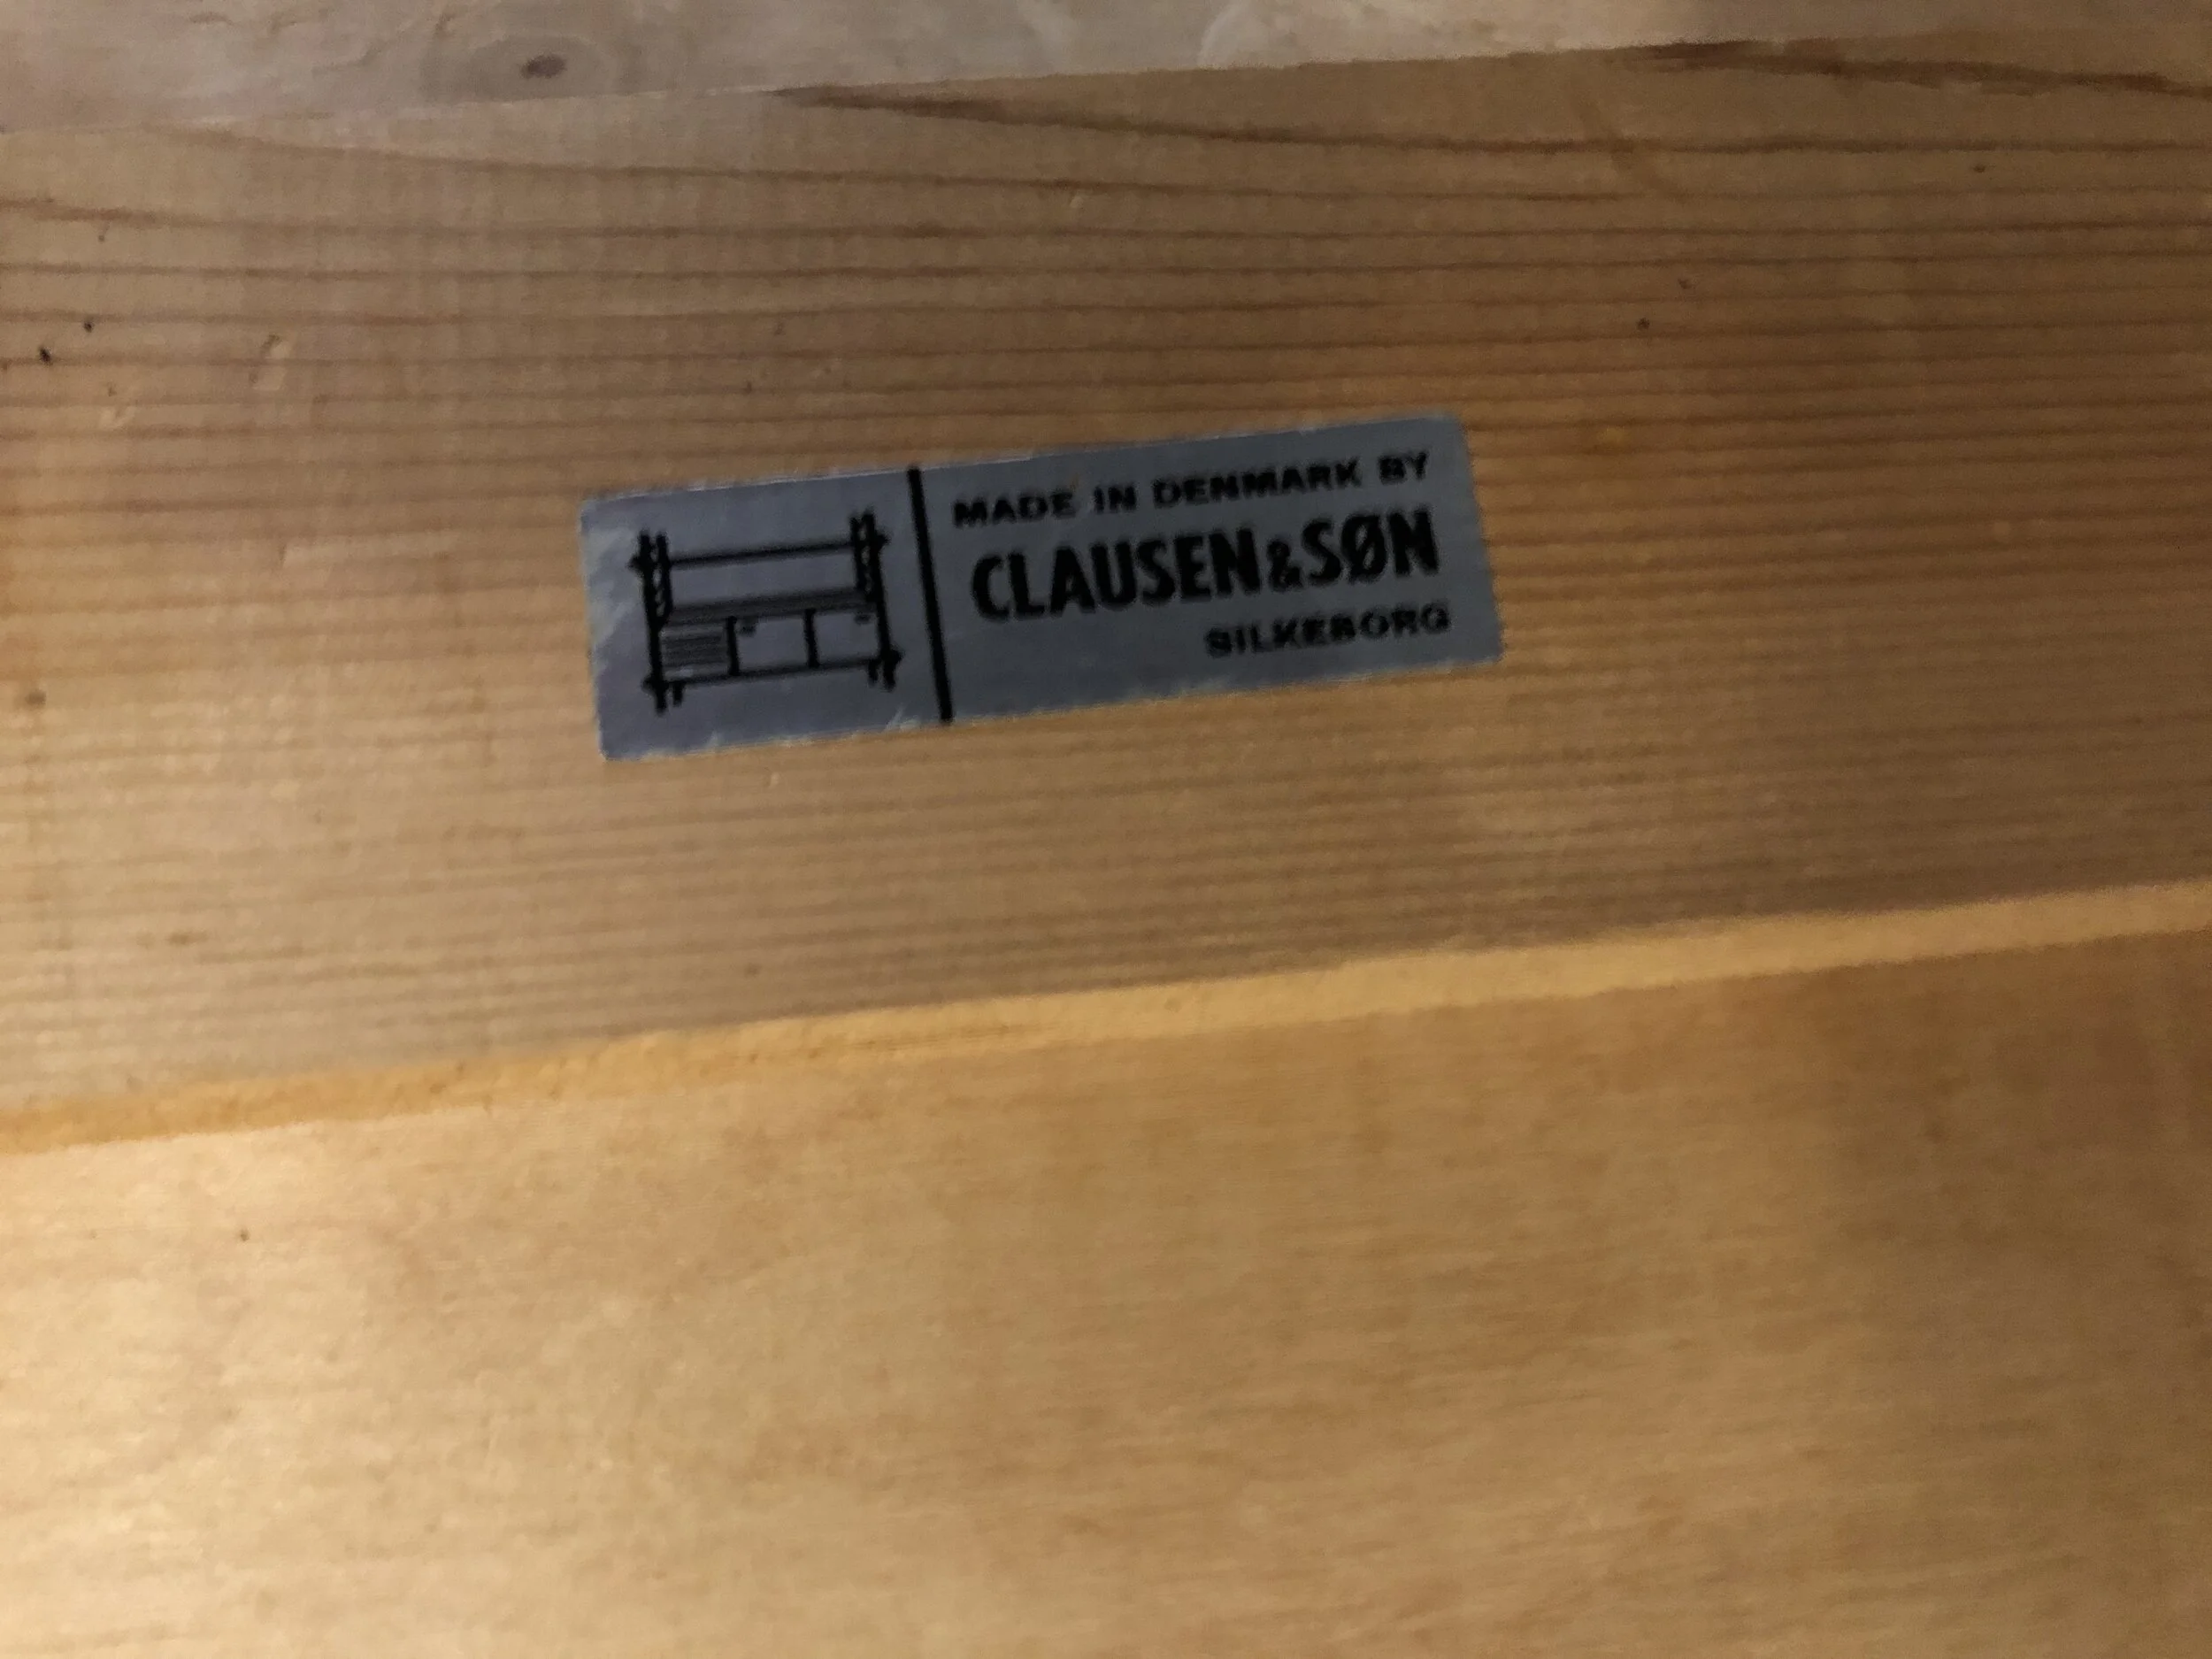 MADE IN DENMARK BY
CLAUSEN & SØN
SILKEBORG